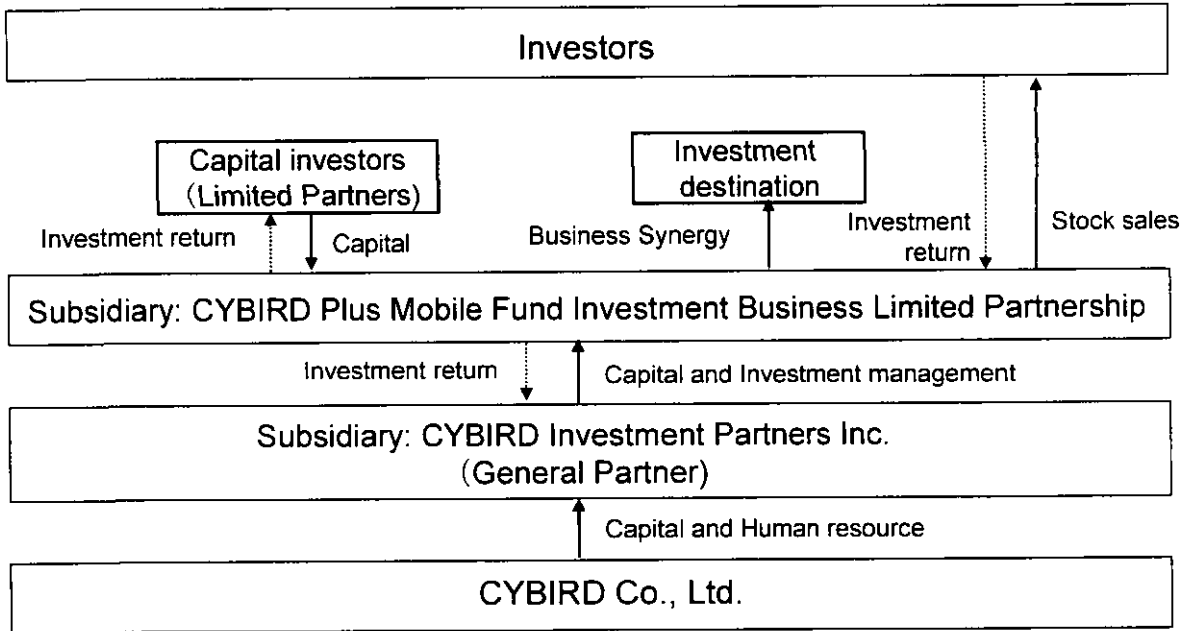 Investors
Capital investors
(Limited Partners)
Investment
destination
Investment return
Capital
Business Synergy
Investment
return
Stock sales
Subsidiary: CYBIRD Plus Mobile Fund Investment Business Limited Partnership
Investment return
Capital and Investment management
Subsidiary: CYBIRD Investment Partners Inc.
(General Partner)
Capital and Human resource
CYBIRD Co., Ltd.